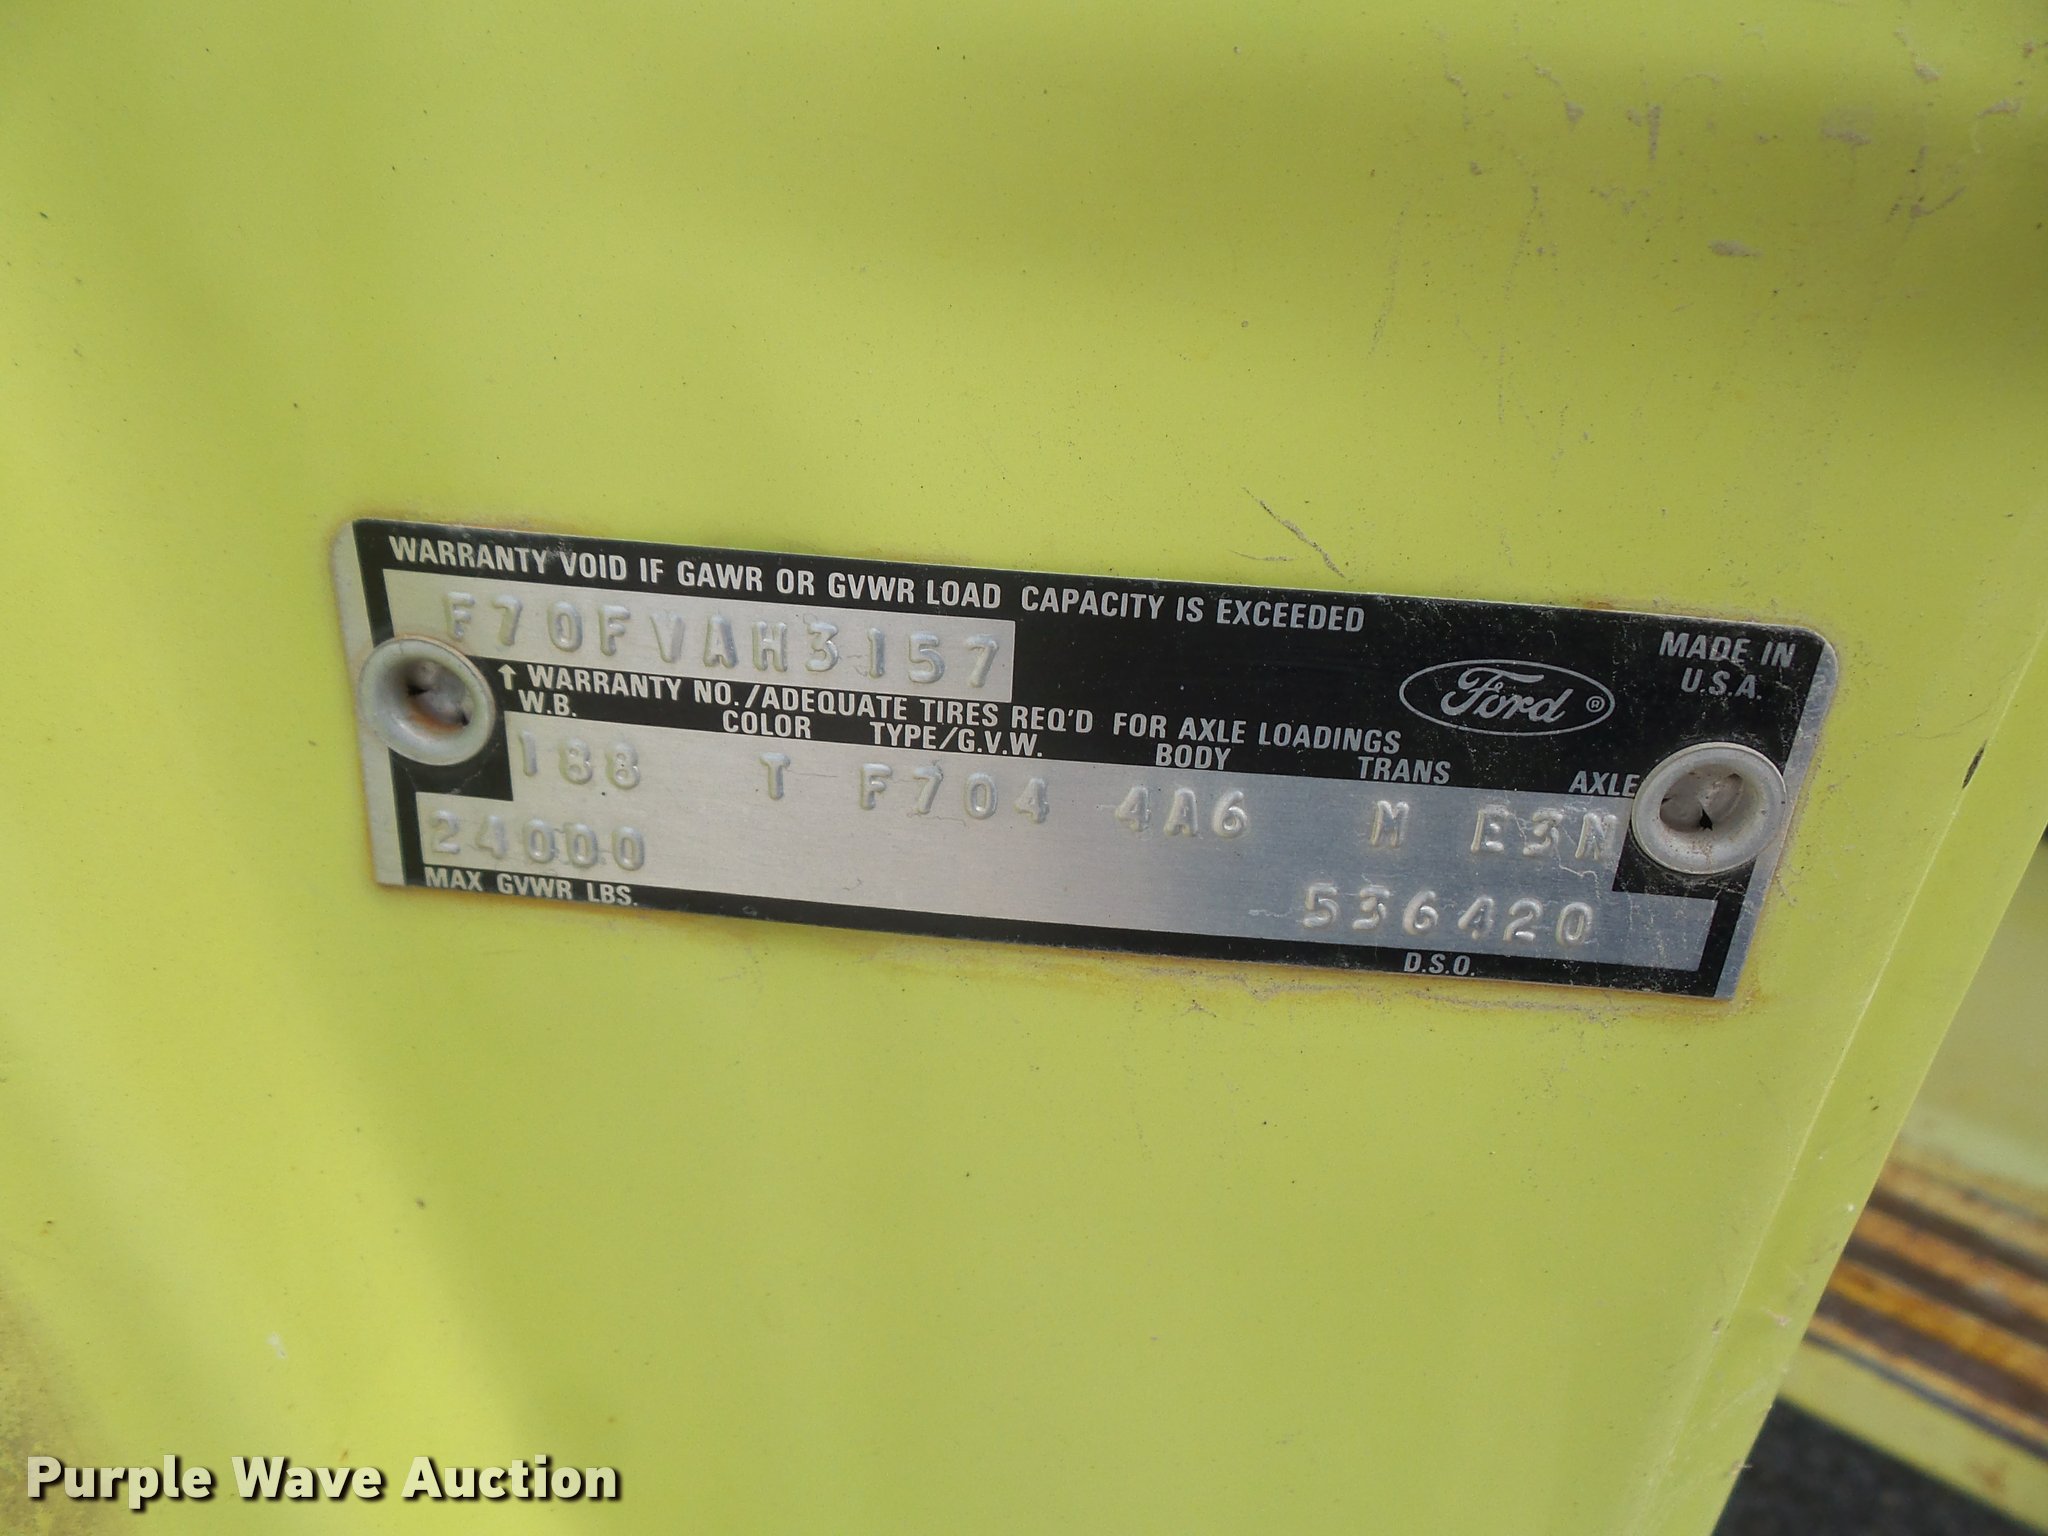 WARRANTY VOID IF GAWR OR GVWR LOAD CAPACITY IS EXCEEDED
F70FVAH3157
MADE IN
U.S.A.
↑ WARRANTY NO./ADEQUATE TIRES REQ'D FOR AXLE LOADINGS
Ford ®
W.B. COLOR TYPE/G.V.W. BODY TRANS AXLE
188 T F704 4A6 M E3N
24000
MAX GVWR LBS.
536420
D.S.O.
Purple Wave Auction